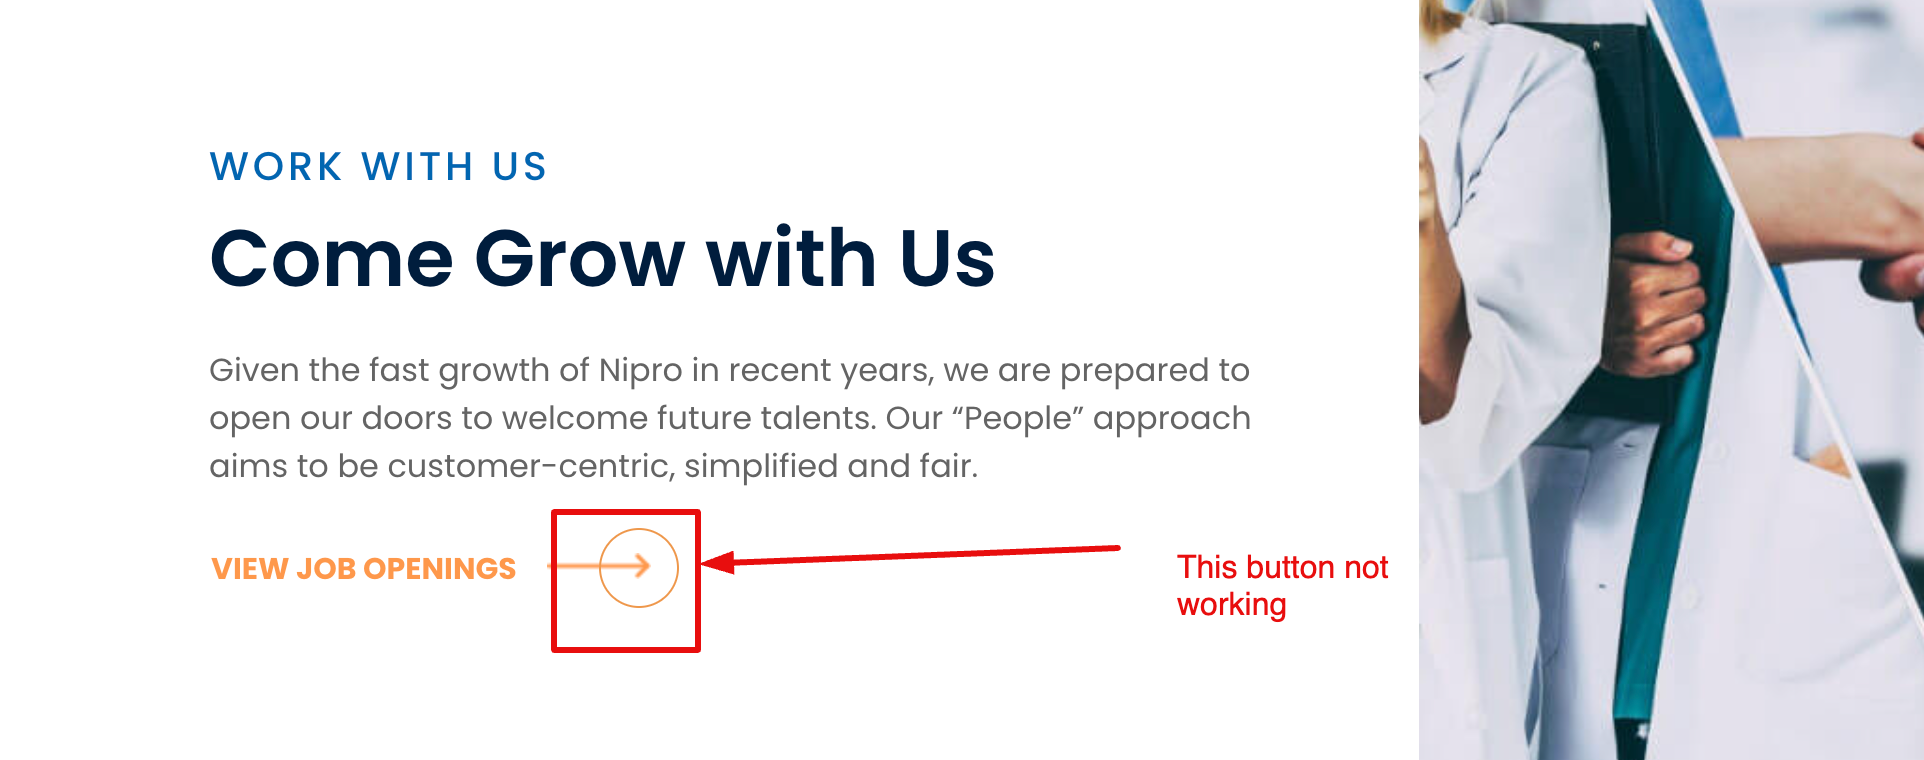 WORK WITH US
Come Grow with Us
Given the fast growth of Nipro in recent years, we are prepared to
open our doors to welcome future talents. Our “People” approach
aims to be customer-centric, simplified and fair.
VIEW JOB OPENINGS
This button not
working